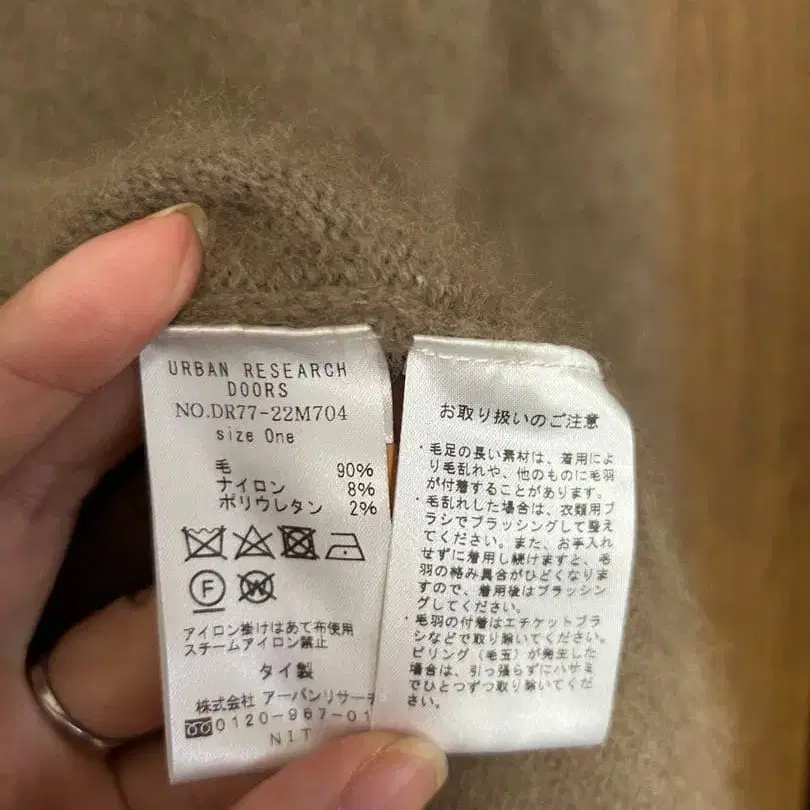 URBAN RESEARCH
DOORS
NO.DR77-22M704
size One
毛 90%
ナイロン 8%
ポリウレタン 2%
F
W
アイロン掛けはあて布使用
スチームアイロン禁止
タイ製
株式会社 アーバンリサーチ
0120-967-01
NIT
お取り扱いのご注意
・毛足の長い素材は、着用によ
り毛乱れや、他のものに毛羽
が付着することがあります。
・毛乱れした場合は、衣類用ブ
ラシでブラッシングして整え
てください。また、お手入れ
せずに着用し続けますと、毛
羽の絡み具合がひどくなりま
すので、着用後はブラッシン
グしてください。
・毛羽の付着はエチケットブラ
シなどで取り除いてください。
ピリング（毛玉）が発生した
場合は、引っ張らずにハサミ
でひとつずつ取り除いてくだ
さい。